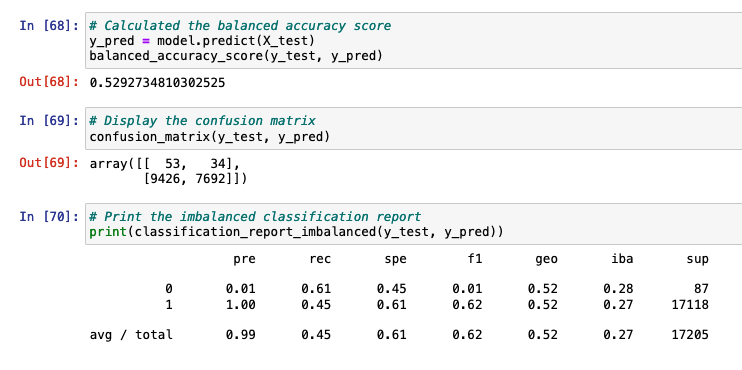 In [68]: # Calculated the balanced accuracy score
y_pred = model.predict(X_test)
balanced_accuracy_score(y_test, y_pred)
Out[68]: 0.5292734810302525
In [69]: # Display the confusion matrix
confusion_matrix(y_test, y_pred)
Out[69]: array([[  53,   34],
       [9426, 7692]])
In [70]: # Print the imbalanced classification report
print(classification_report_imbalanced(y_test, y_pred))
pre rec spe f1 geo iba sup
0 0.01 0.61 0.45 0.01 0.52 0.28 87
1 1.00 0.45 0.61 0.62 0.52 0.27 17118
avg / total 0.99 0.45 0.61 0.62 0.52 0.27 17205